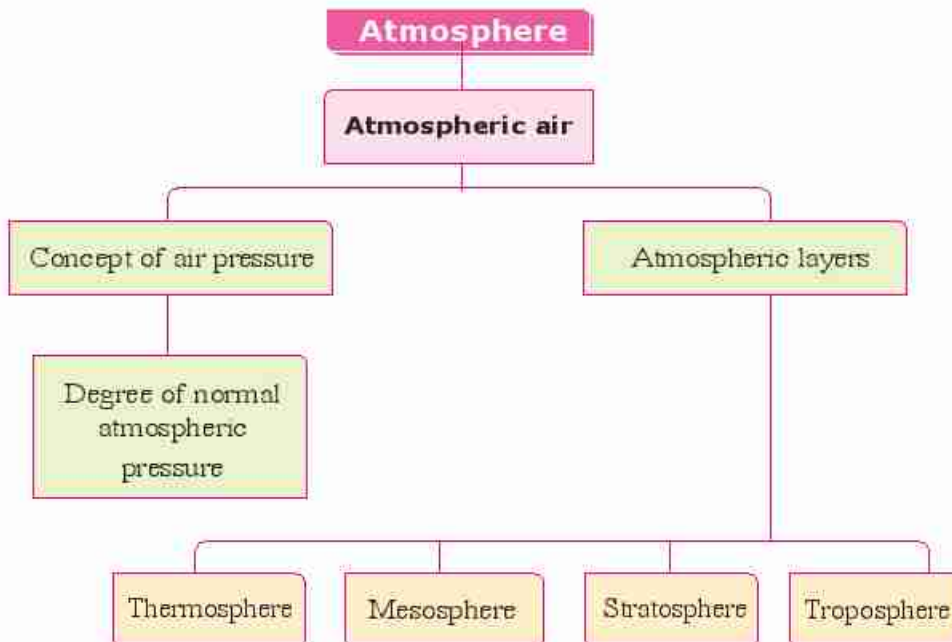 Atmosphere
Atmospheric air
Concept of air pressure
Atmospheric layers
Degree of normal
atmospheric
pressure
Thermosphere
Mesosphere
Stratosphere
Troposphere